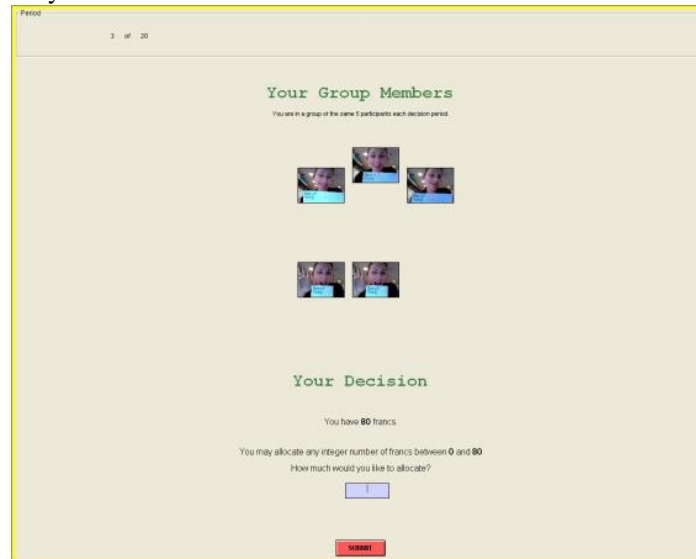 Period
3 of 20
Your Group Members
You are in a group of the same 5 participants each decision period.
Your Decision
You have 80 francs.
You may allocate any integer number of francs between 0 and 80
How much would you like to allocate?
SUBMIT